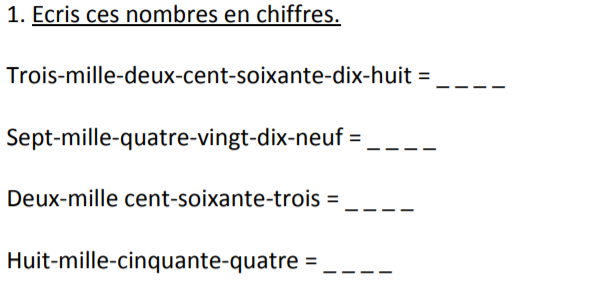 1. Ecris ces nombres en chiffres.
Trois-mille-deux-cent-soixante-dix-huit = _ _ _ _
Sept-mille-quatre-vingt-dix-neuf = _ _ _ _
Deux-mille cent-soixante-trois = _ _ _ _
Huit-mille-cinquante-quatre = _ _ _ _